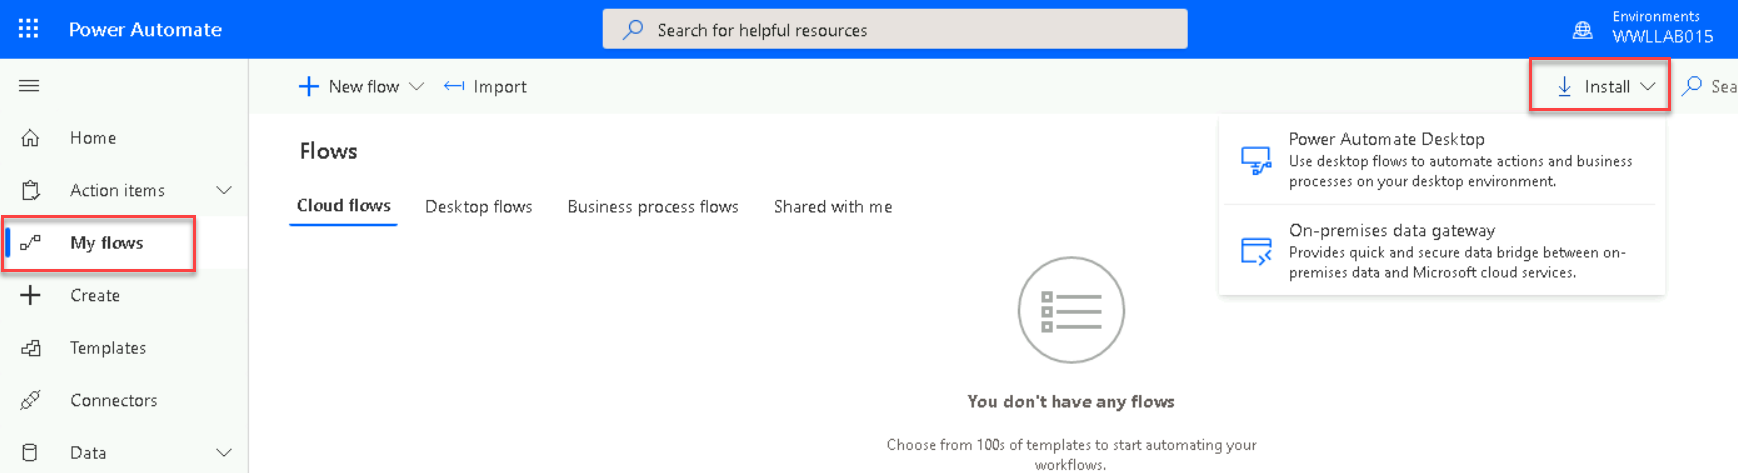 Power Automate
Search for helpful resources
Environments
WWLLAB015
New flow
Import
Install
Sea
Home
Action items
My flows
Create
Templates
Connectors
Data
Flows
Cloud flows
Desktop flows
Business process flows
Shared with me
Power Automate Desktop
Use desktop flows to automate actions and business
processes on your desktop environment.
On-premises data gateway
Provides quick and secure data bridge between on-
premises data and Microsoft cloud services.
You don't have any flows
Choose from 100s of templates to start automating your
workflows.